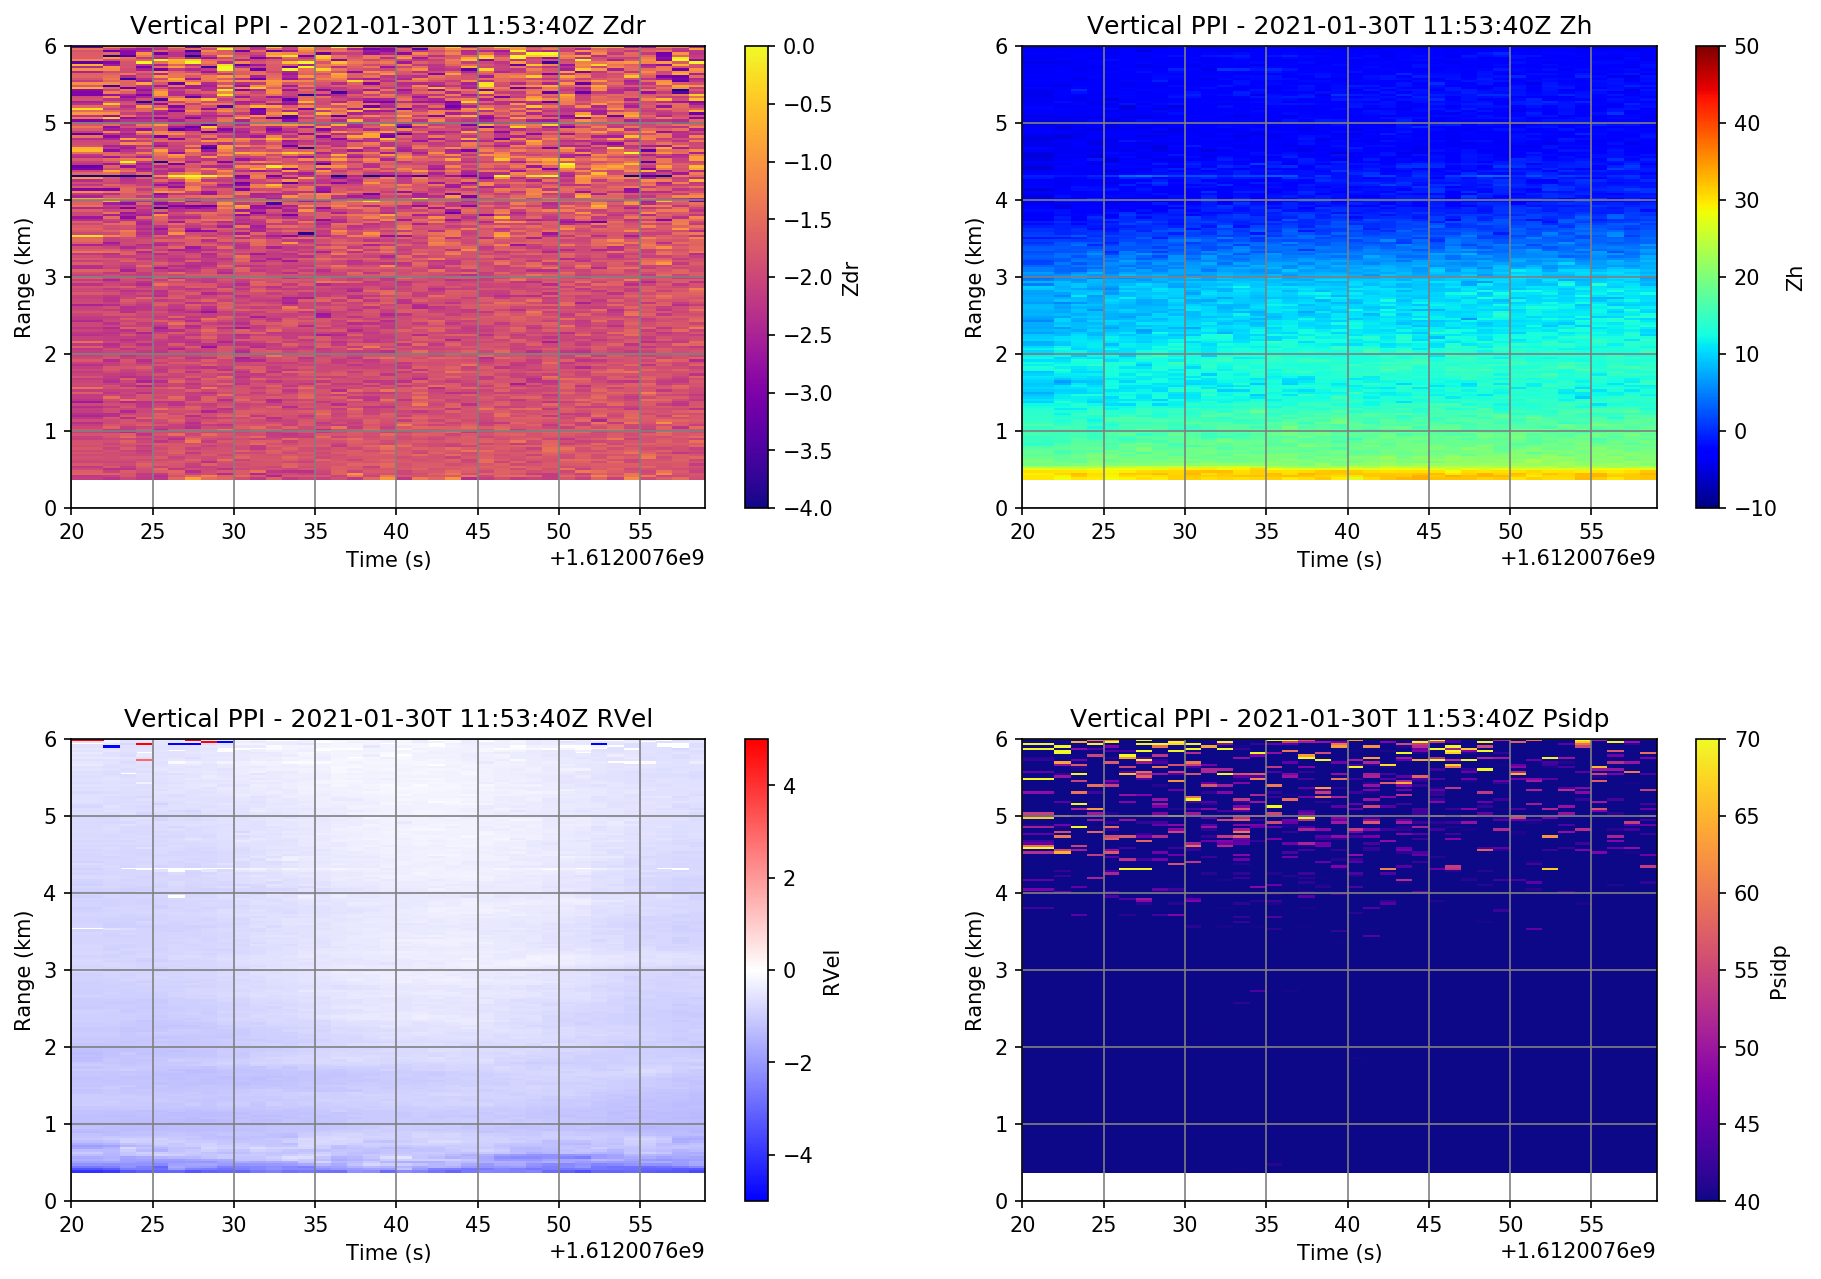 Vertical PPI - 2021-01-30T 11:53:40Z Zdr
6
5
4
3
2
1
0
Range (km)
20 25 30 35 40 45 50 55
Time (s)
+1.6120076e9
0.0
−0.5
−1.0
−1.5
−2.0
−2.5
−3.0
−3.5
−4.0
Zdr
Vertical PPI - 2021-01-30T 11:53:40Z Zh
6
5
4
3
2
1
0
Range (km)
20 25 30 35 40 45 50 55
Time (s)
+1.6120076e9
50
40
30
20
10
0
−10
Zh
Vertical PPI - 2021-01-30T 11:53:40Z RVel
6
5
4
3
2
1
0
Range (km)
20 25 30 35 40 45 50 55
Time (s)
+1.6120076e9
4
2
0
−2
−4
RVel
Vertical PPI - 2021-01-30T 11:53:40Z Psidp
6
5
4
3
2
1
0
Range (km)
20 25 30 35 40 45 50 55
Time (s)
+1.6120076e9
70
65
60
55
50
45
40
Psidp